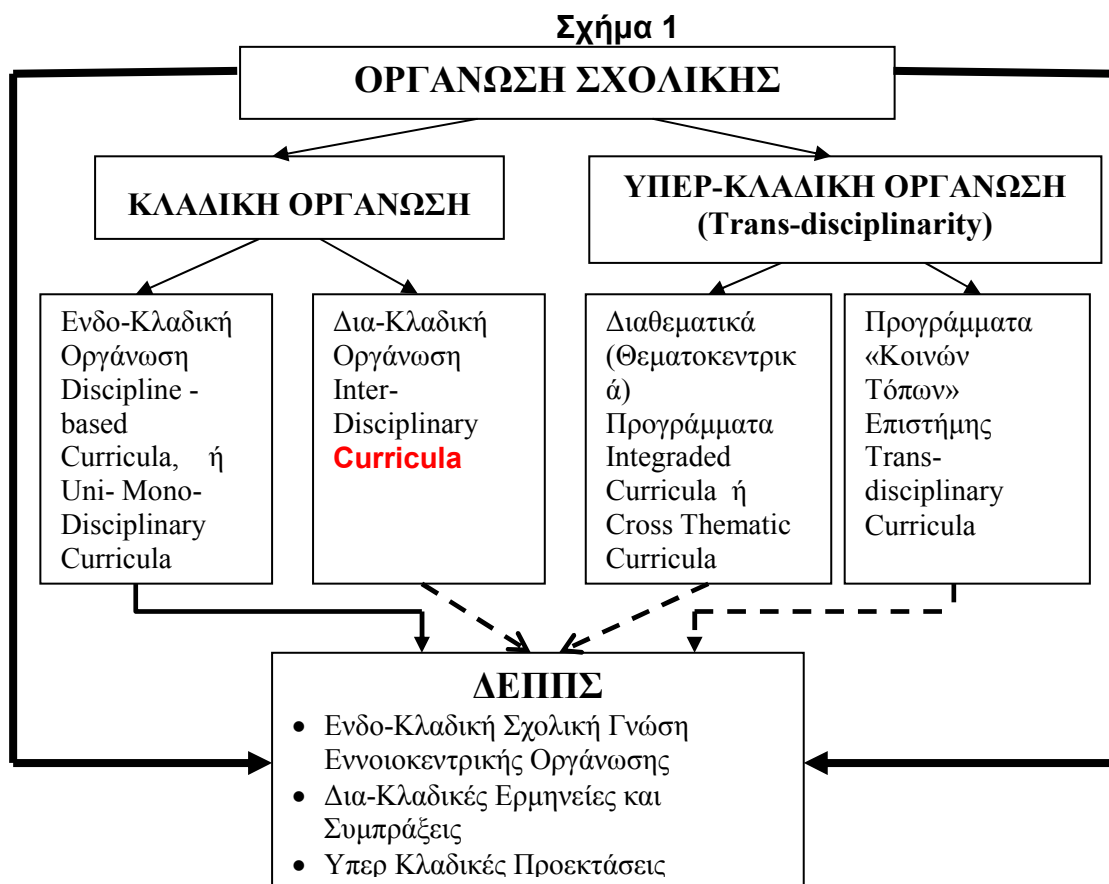 Σχήμα 1
ΟΡΓΑΝΩΣΗ ΣΧΟΛΙΚΗΣ
ΚΛΑΔΙΚΗ ΟΡΓΑΝΩΣΗ
ΥΠΕΡ-ΚΛΑΔΙΚΗ ΟΡΓΑΝΩΣΗ
(Trans-disciplinarity)
Ενδο-Κλαδική
Οργάνωση
Discipline -
based
Curricula, ή
Uni- Mono-
Disciplinary
Curricula
Δια-Κλαδική
Οργάνωση
Inter-
Disciplinary
Curricula
Διαθεματικά
(Θεματοκεντρικ
ά)
Προγράμματα
Integraded
Curricula ή
Cross Thematic
Curricula
Προγράμματα
«Κοινών
Τόπων»
Επιστήμης
Trans-
disciplinary
Curricula
ΔΕΠΠΣ
• Ενδο-Κλαδική Σχολική Γνώση
Εννοιοκεντρικής Οργάνωσης
• Δια-Κλαδικές Ερμηνείες και
Συμπράξεις
• Υπερ Κλαδικές Προεκτάσεις